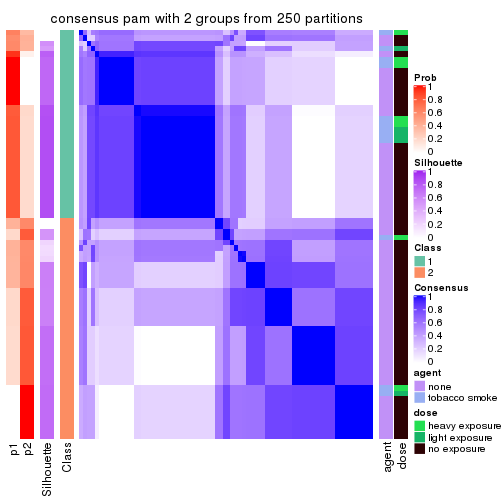 consensus pam with 2 groups from 250 partitions
Prob
1
0.8
0.6
0.4
0.2
0
Silhouette
1
0.8
0.6
0.4
0.2
0
Class
1
2
Consensus
1
0.8
0.6
0.4
0.2
0
agent
none
tobacco smoke
dose
heavy exposure
light exposure
no exposure
p1
p2
Silhouette
Class
agent
dose